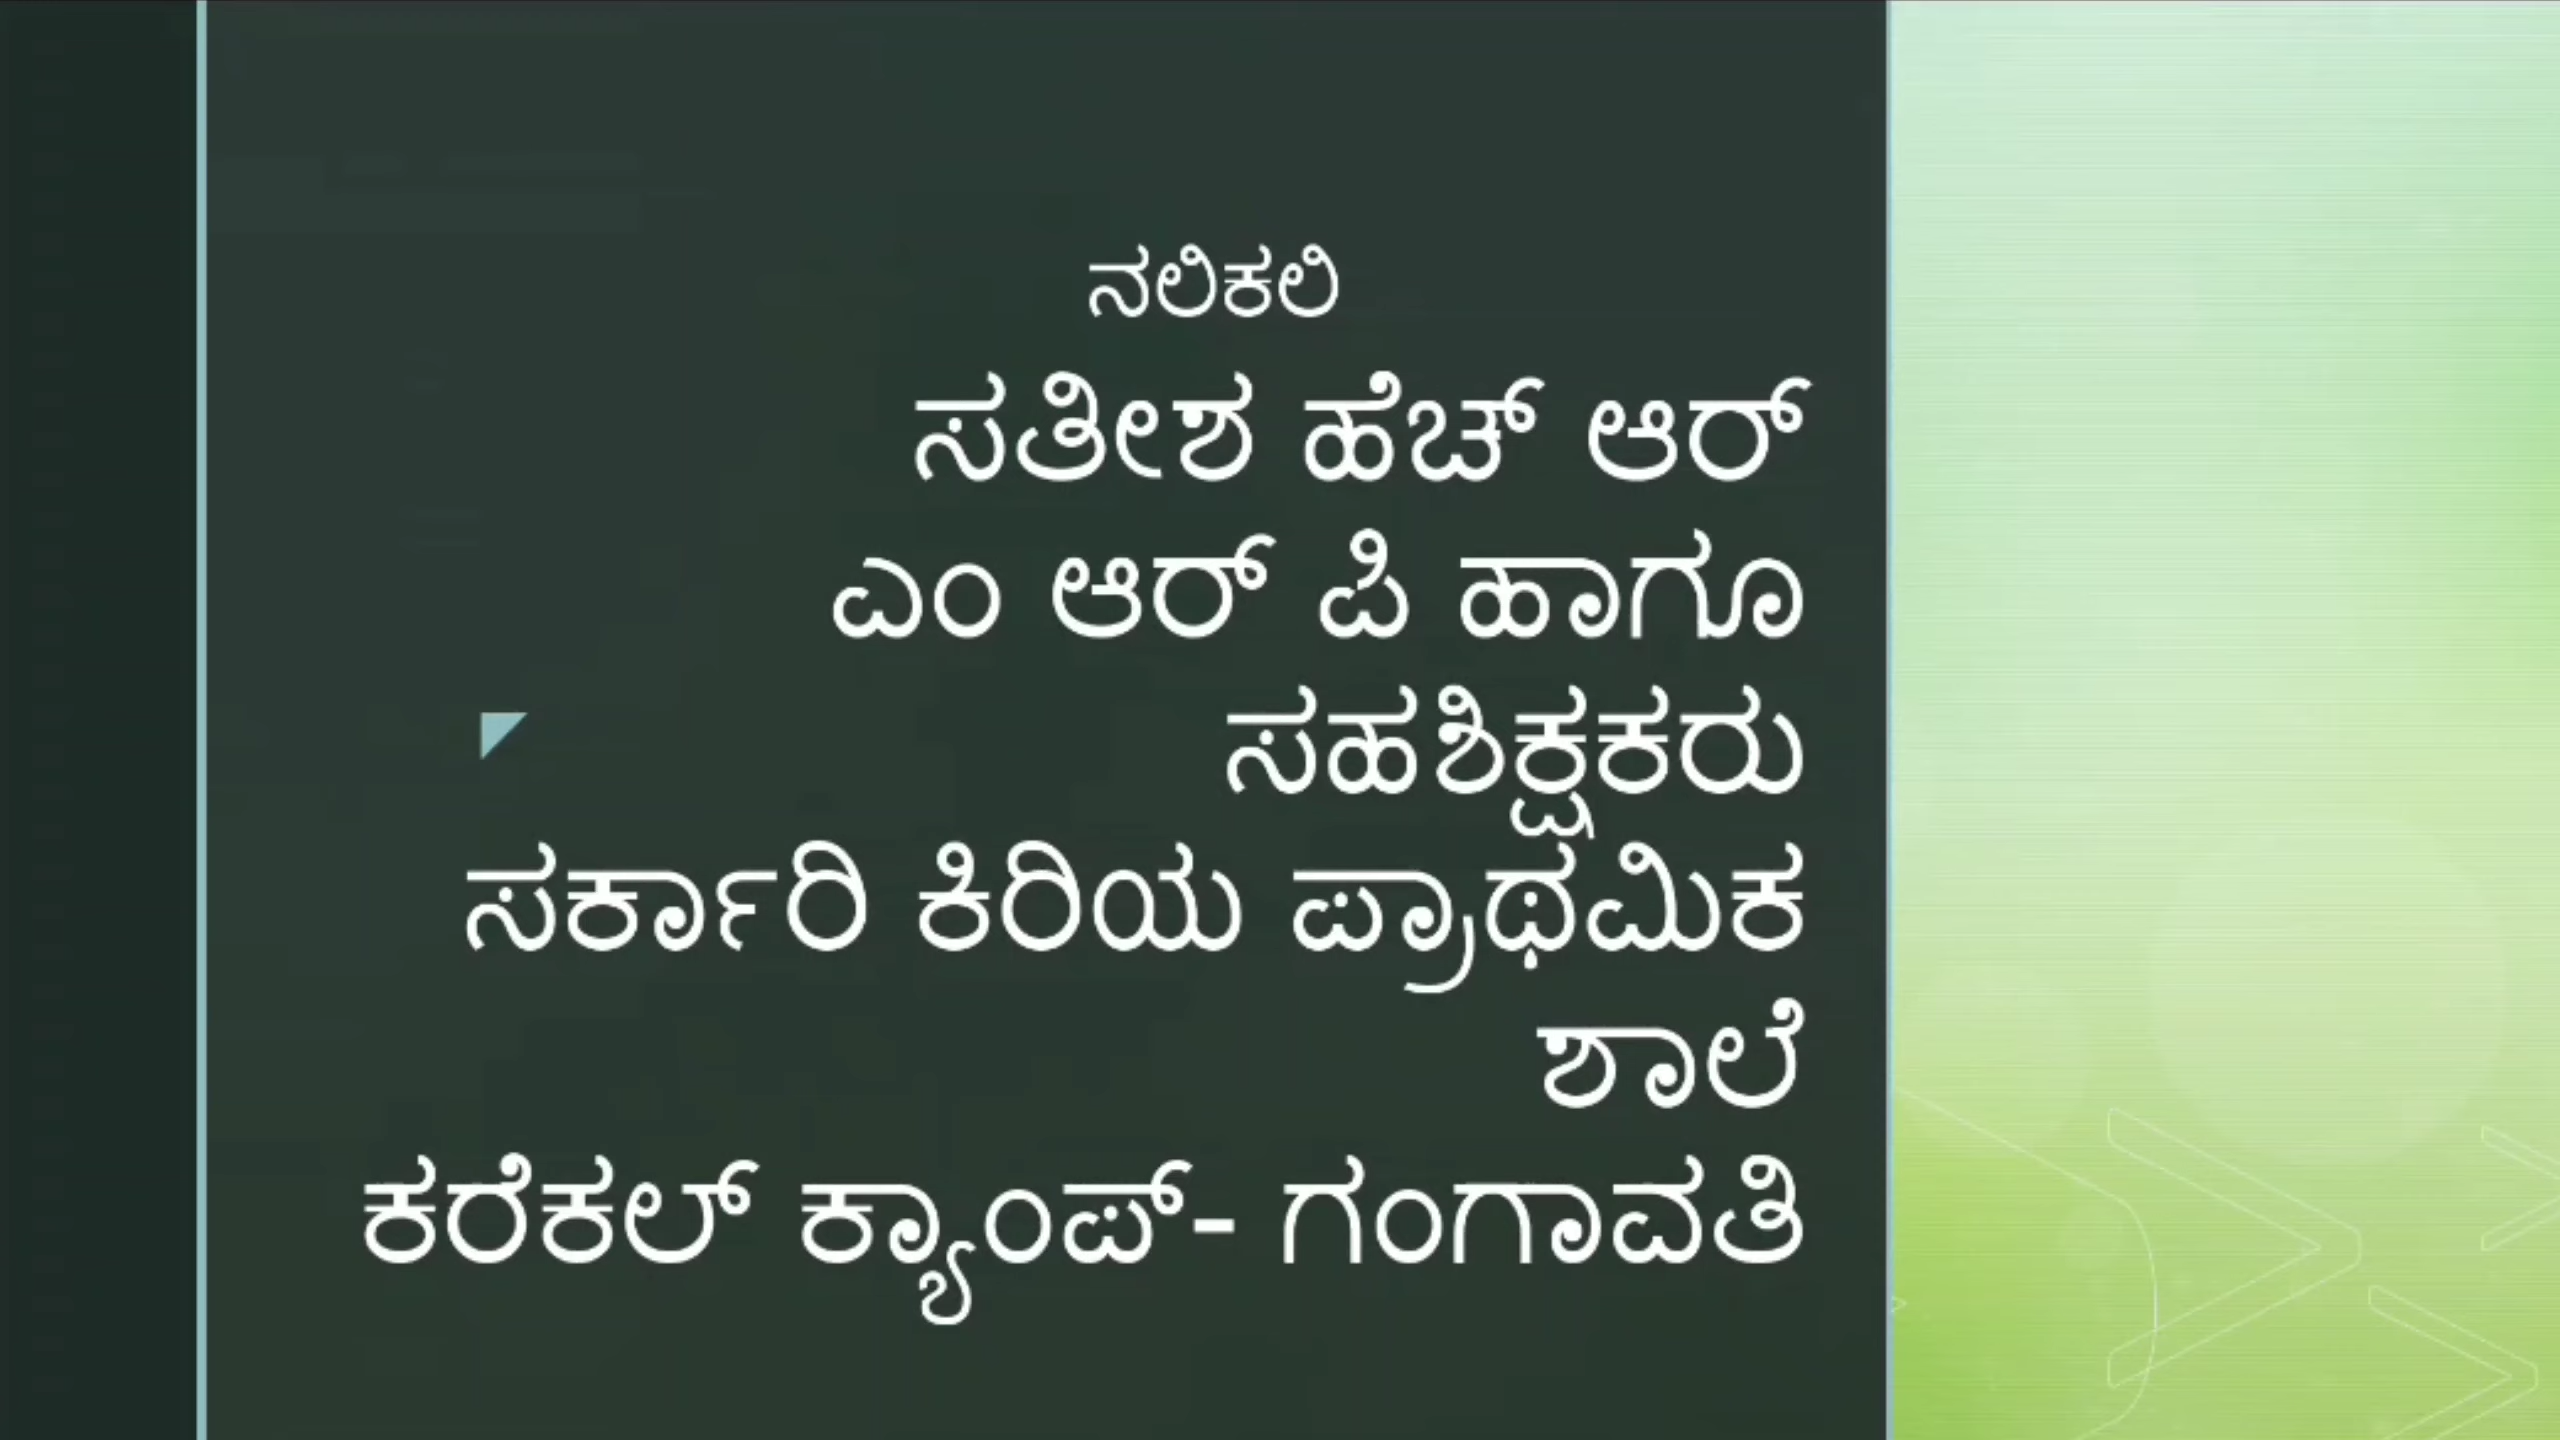 ನಲಿಕಲಿ
ಸತೀಶ ಹೆಚ್ ಆರ್
ಎಂ ಆರ್ ಪಿ ಹಾಗೂ
ಸಹಶಿಕ್ಷಕರು
ಸರ್ಕಾರಿ ಕಿರಿಯ ಪ್ರಾಥಮಿಕ
ಶಾಲೆ
ಕರೆಕಲ್ ಕ್ಯಾಂಪ್- ಗಂಗಾವತಿ